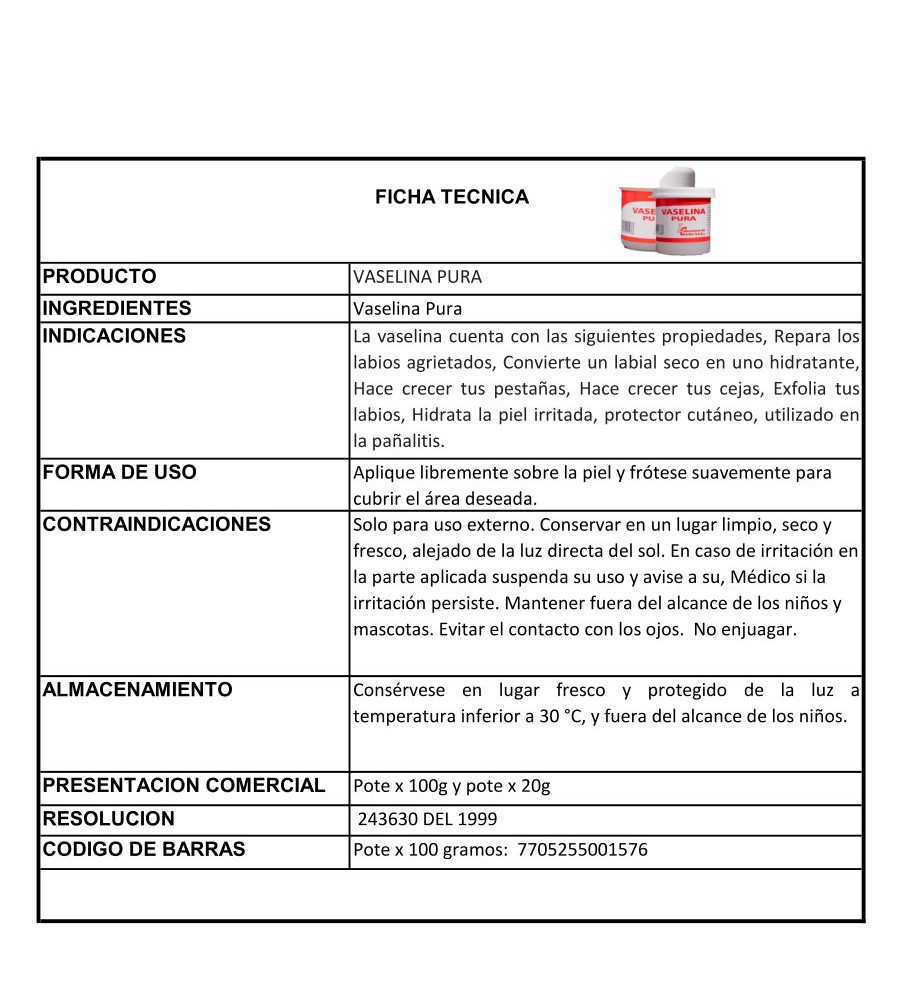 FICHA TECNICA
VASE
PU
VASELINA
PURA
PRODUCTO
VASELINA PURA
INGREDIENTES
Vaselina Pura
INDICACIONES
La vaselina cuenta con las siguientes propiedades, Repara los
labios agrietados, Convierte un labial seco en uno hidratante,
Hace crecer tus pestañas, Hace crecer tus cejas, Exfolia tus
labios, Hidrata la piel irritada, protector cutáneo, utilizado en
la pañalitis.
FORMA DE USO
Aplique libremente sobre la piel y frótese suavemente para
cubrir el área deseada.
CONTRAINDICACIONES
Solo para uso externo. Conservar en un lugar limpio, seco y
fresco, alejado de la luz directa del sol. En caso de irritación en
la parte aplicada suspenda su uso y avise a su, Médico si la
irritación persiste. Mantener fuera del alcance de los niños y
mascotas. Evitar el contacto con los ojos.  No enjuagar.
ALMACENAMIENTO
Consérvese en lugar fresco y protegido de la luz a
temperatura inferior a 30 °C, y fuera del alcance de los niños.
PRESENTACION COMERCIAL
Pote x 100g y pote x 20g
RESOLUCION
243630 DEL 1999
CODIGO DE BARRAS
Pote x 100 gramos:  7705255001576